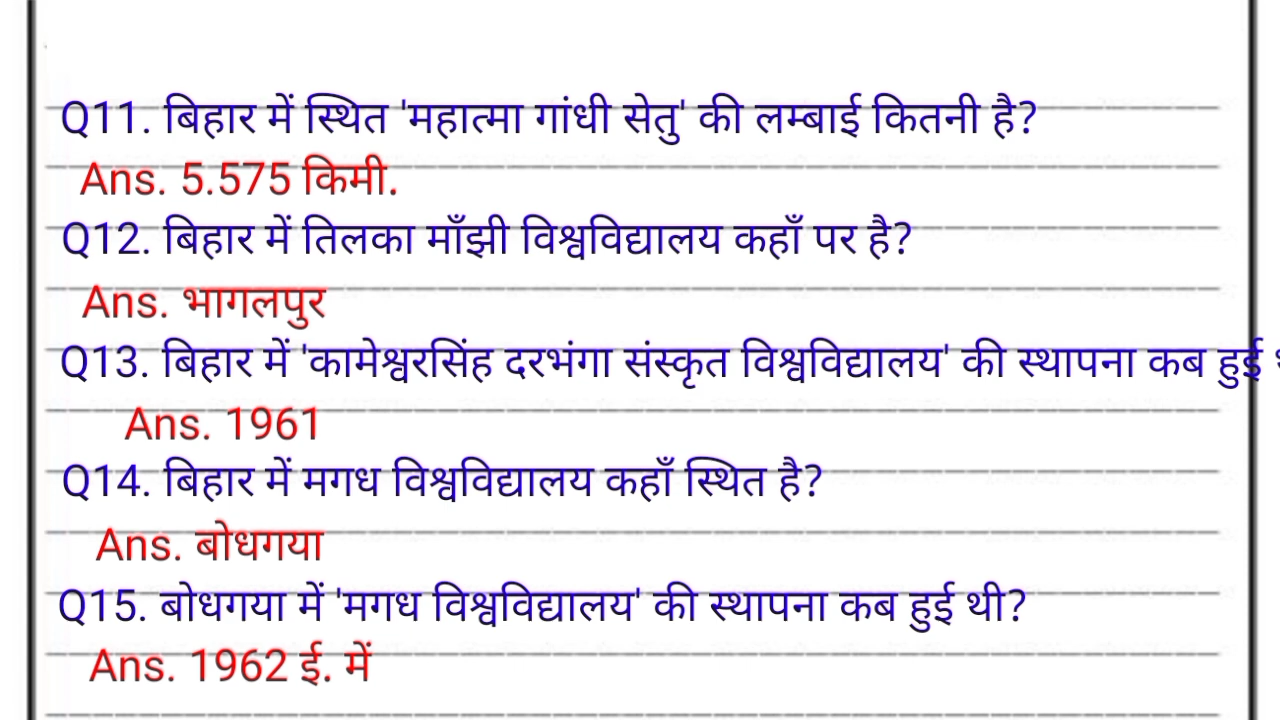 Q11. बिहार में स्थित 'महात्मा गांधी सेतु' की लम्बाई कितनी है?
Ans. 5.575 किमी.
Q12. बिहार में तिलका माँझी विश्वविद्यालय कहाँ पर है?
Ans. भागलपुर
Q13. बिहार में 'कामेश्वरसिंह दरभंगा संस्कृत विश्वविद्यालय' की स्थापना कब हुई
Ans. 1961
Q14. बिहार में मगध विश्वविद्यालय कहाँ स्थित है?
Ans. बोधगया
Q15. बोधगया में 'मगध विश्वविद्यालय' की स्थापना कब हुई थी?
Ans. 1962 ई. में